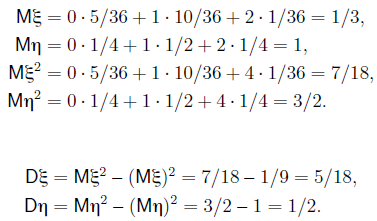 Mξ = 0 · 5/36 + 1 · 10/36 + 2 · 1/36 = 1/3,
Mη = 0 · 1/4 + 1 · 1/2 + 2 · 1/4 = 1,
Mξ² = 0 · 5/36 + 1 · 10/36 + 4 · 1/36 = 7/18,
Mη² = 0 · 1/4 + 1 · 1/2 + 4 · 1/4 = 3/2.
Dξ = Mξ² − (Mξ)² = 7/18 − 1/9 = 5/18,
Dη = Mη² − (Mη)² = 3/2 − 1 = 1/2.